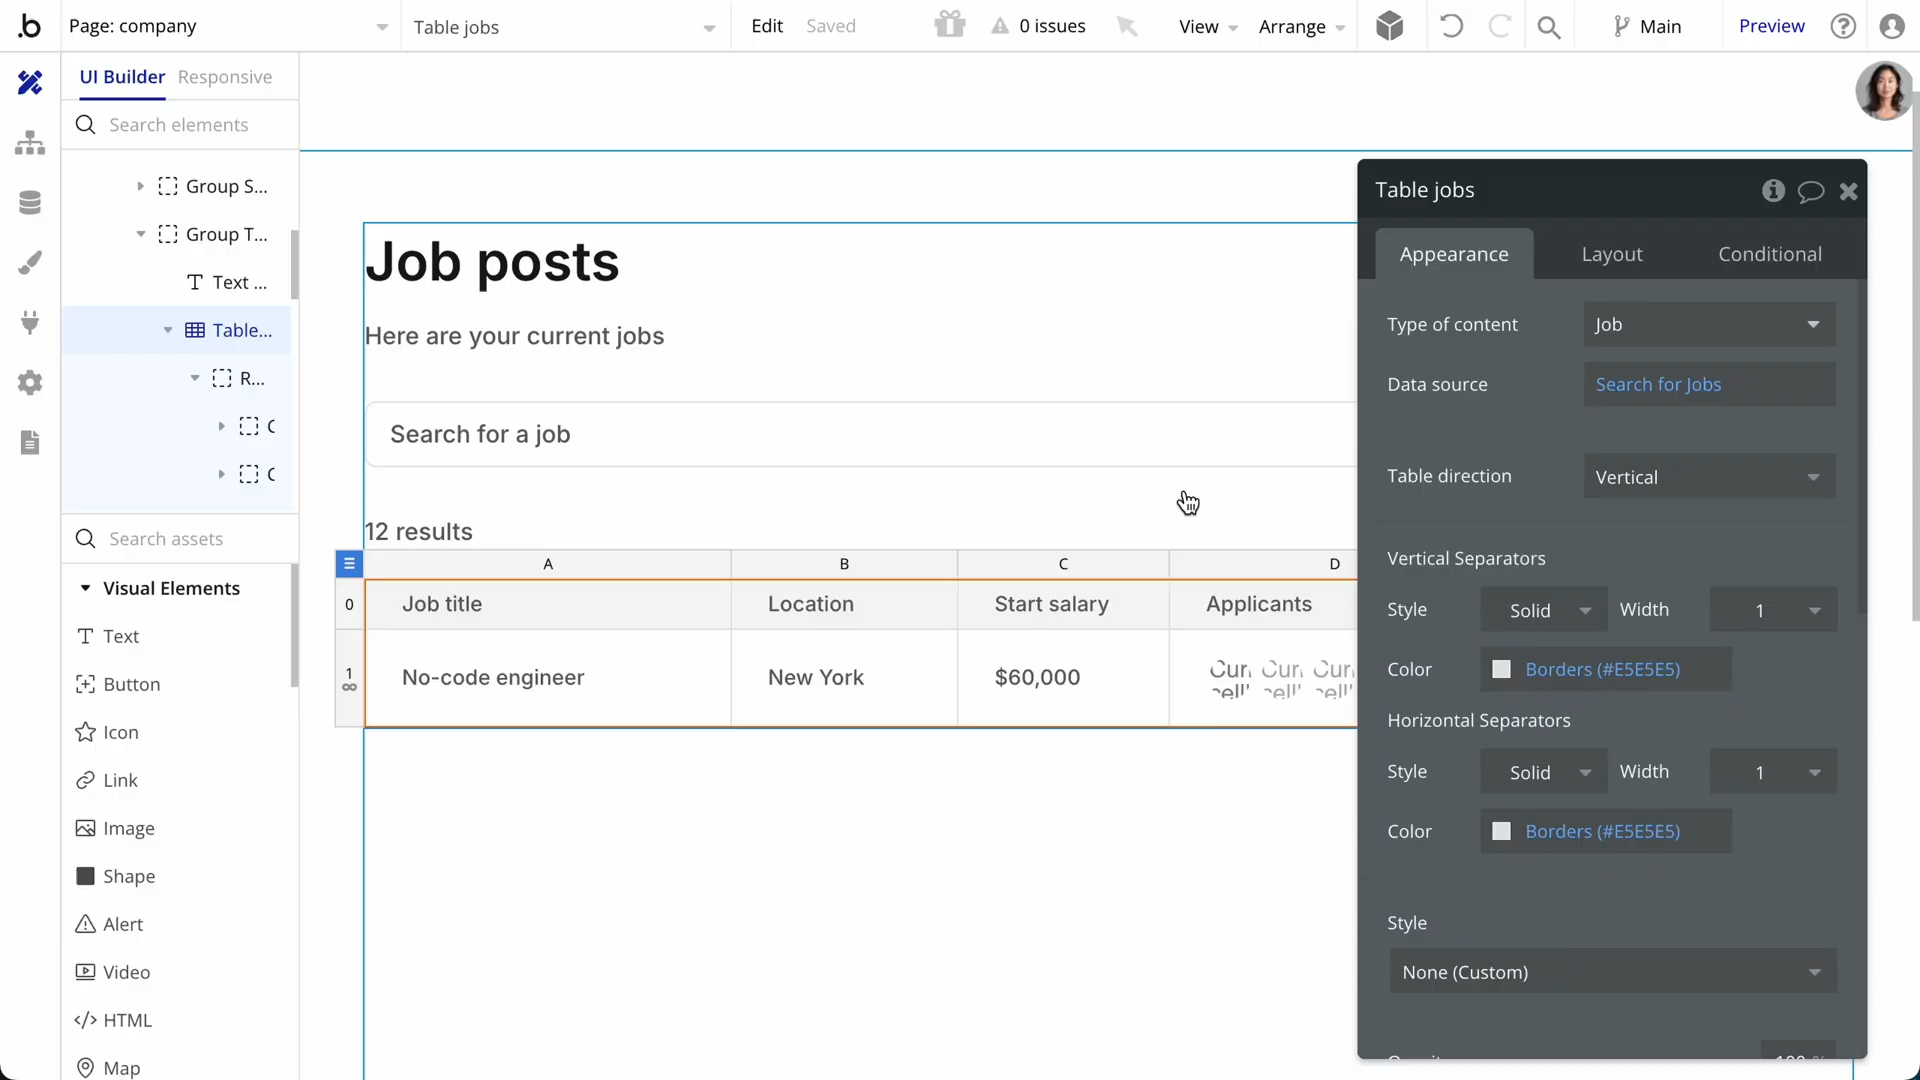 b Page: company Table jobs Edit Saved 0 issues View Arrange Main Preview ?
UI Builder Responsive
Search elements
Group S...
Group T...
Text ...
Table...
R...
Search assets
Visual Elements
Text
Button
Icon
Link
Image
Shape
Alert
Video
HTML
Map
Job posts
Here are your current jobs
Search for a job
12 results
A B C D
0 Job title Location Start salary Applicants
1 No-code engineer New York $60,000
Table jobs
Appearance Layout Conditional
Type of content Job
Data source Search for Jobs
Table direction Vertical
Vertical Separators
Style Solid Width 1
Color Borders (#E5E5E5)
Horizontal Separators
Style Solid Width 1
Color Borders (#E5E5E5)
Style
None (Custom)